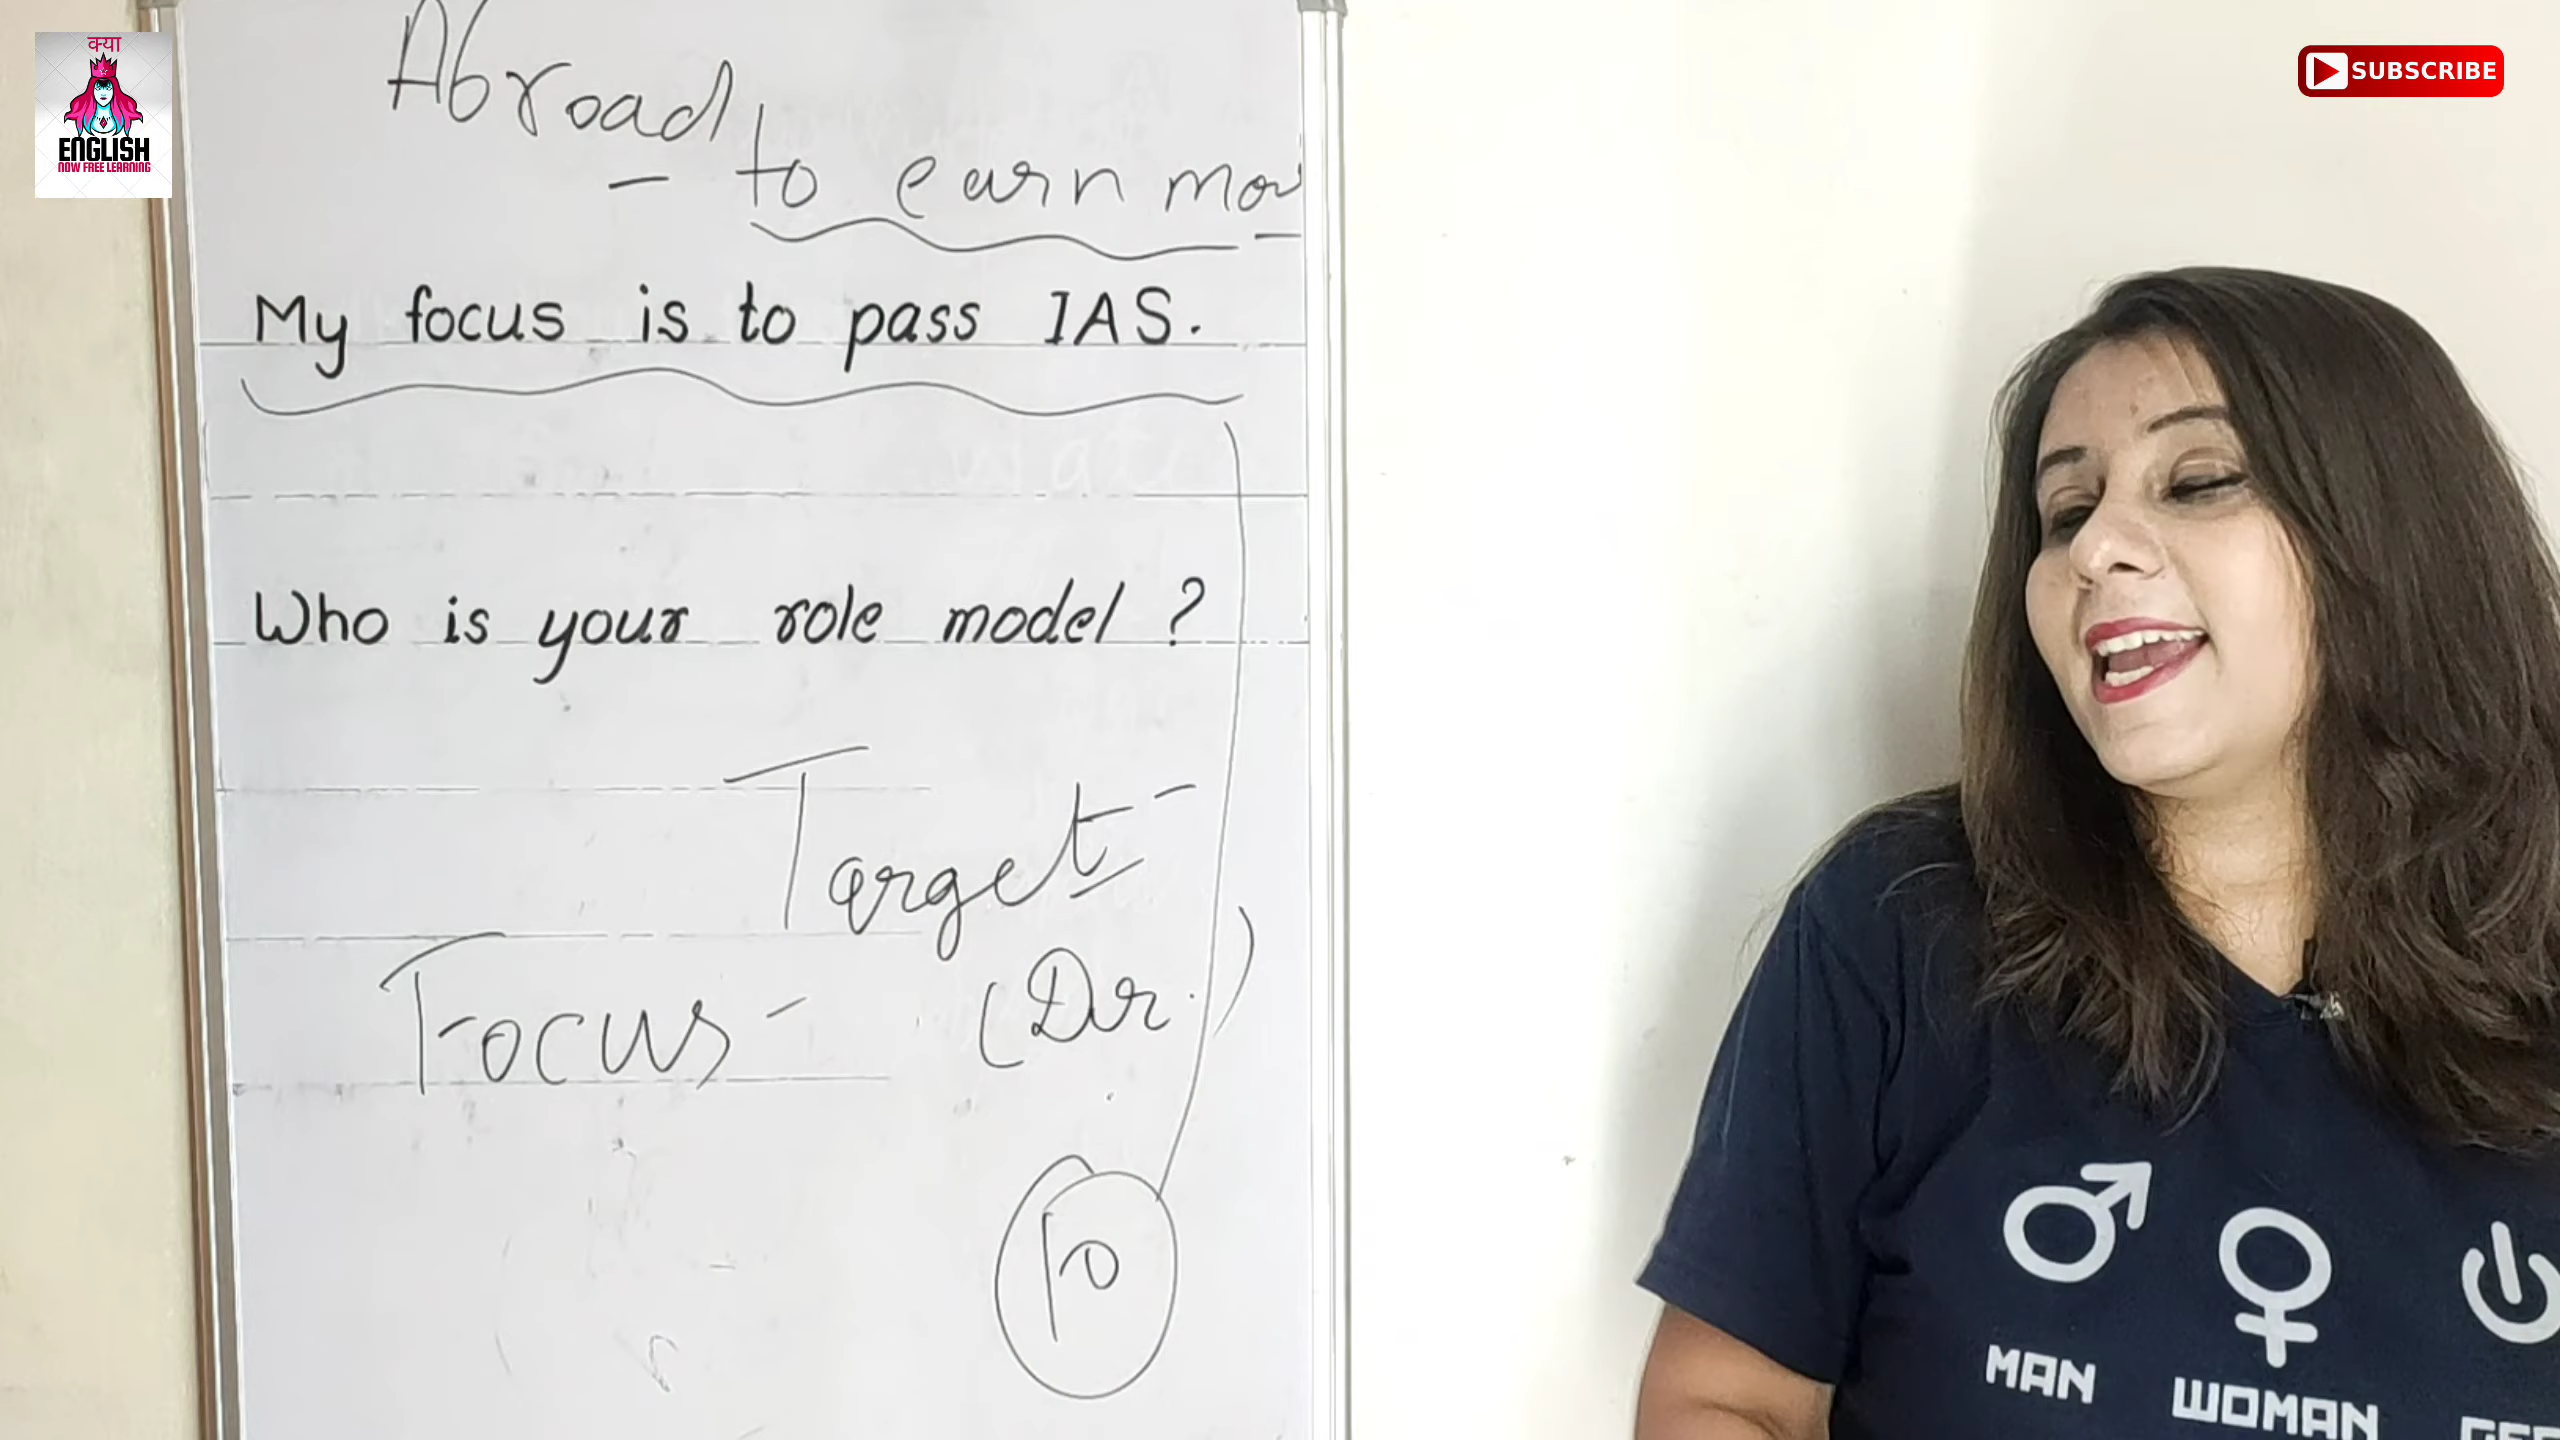 क्या
ENGLISH
NOW FREE LEARNING
SUBSCRIBE
Abroad
- to earn mon
My focus is to pass IAS.
Who is your role model ?
Target -
Focus -
(Dr.)
10
MAN
WOMAN